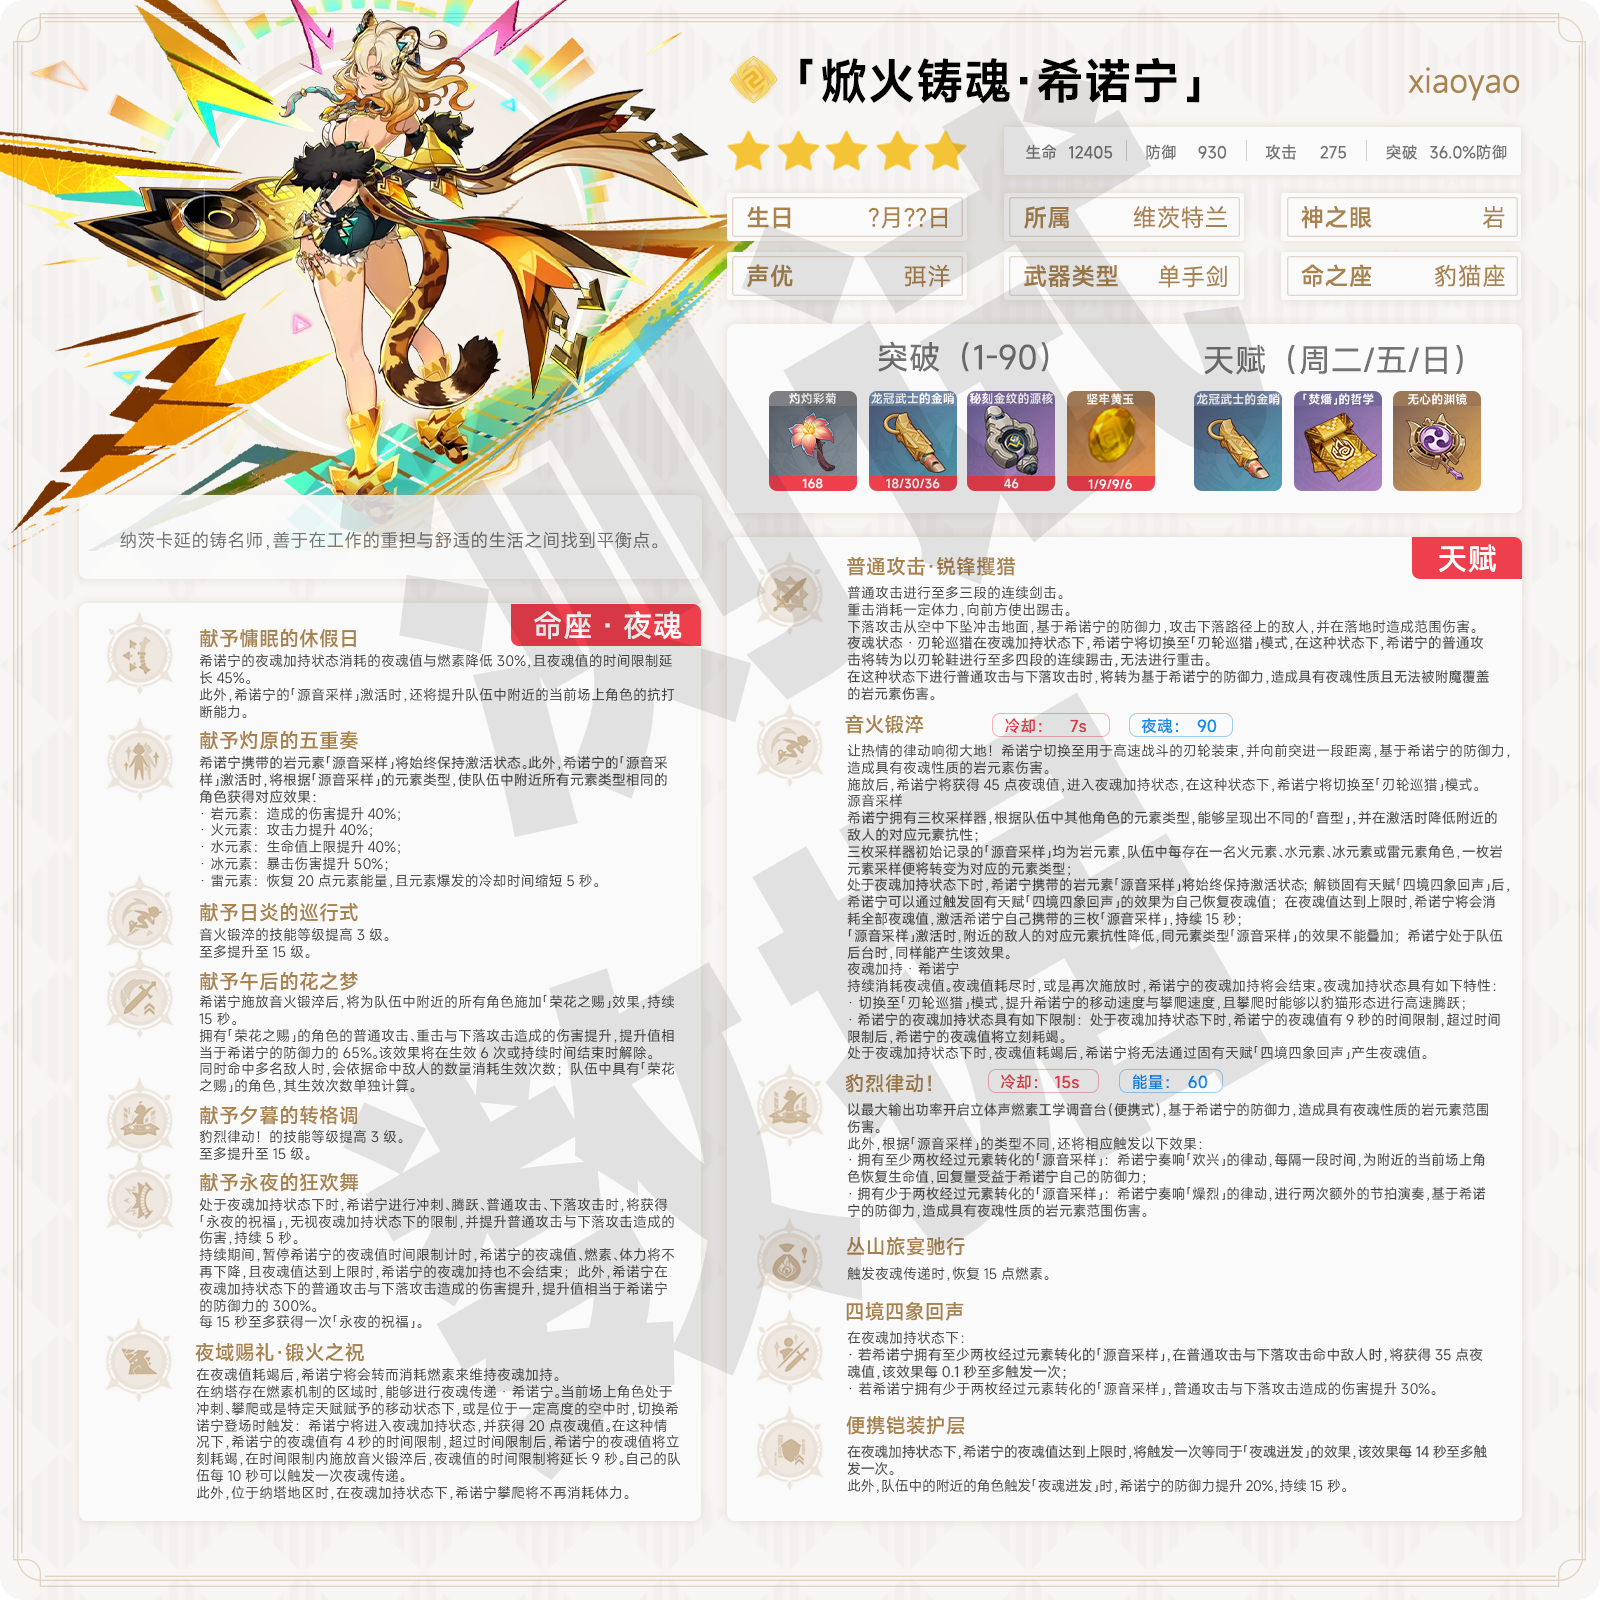 「焮火铸魂·希诺宁」
xiaoyao
生命 12405 防御 930 攻击 275 突破 36.0%防御
生日 ?月??日
所属 维茨特兰
神之眼 岩
声优 弭洋
武器类型 单手剑
命之座 豹猫座
突破（1-90）
天赋（周二/五/日）
灼灼彩菊
龙冠武士的金哨
秘刻金纹的源核
坚牢黄玉
龙冠武士的金哨
「焚燔」的哲学
无心的渊镜
168
18/30/36
46
1/9/9/6
纳茨卡延的铸名师,善于在工作的重担与舒适的生活之间找到平衡点。
命座 · 夜魂
献予慵眠的休假日
希诺宁的夜魂加持状态消耗的夜魂值与燃素降低 30%,且夜魂值的时间限制延
长 45%。
此外,希诺宁的「源音采样」激活时,还将提升队伍中附近的当前场上角色的抗打
断能力。
献予灼原的五重奏
希诺宁携带的岩元素「源音采样」将始终保持激活状态。此外,希诺宁的「源音采
样」激活时,将根据「源音采样」的元素类型,使队伍中附近所有元素类型相同的
角色获得对应效果：
· 岩元素：造成的伤害提升 40%；
· 火元素：攻击力提升 40%；
· 水元素：生命值上限提升 40%；
· 冰元素：暴击伤害提升 50%；
· 雷元素：恢复 20 点元素能量,且元素爆发的冷却时间缩短 5 秒。
献予日炎的巡行式
音火锻淬的技能等级提高 3 级。
至多提升至 15 级。
献予午后的花之梦
希诺宁施放音火锻淬后,将为队伍中附近的所有角色施加「荣花之赐」效果,持续
15 秒。
拥有「荣花之赐」的角色的普通攻击、重击与下落攻击造成的伤害提升,提升值相
当于希诺宁的防御力的 65%。该效果将在生效 6 次或持续时间结束时解除。
同时命中多名敌人时,会依据命中敌人的数量消耗生效次数；队伍中具有「荣花
之赐」的角色,其生效次数单独计算。
献予夕暮的转格调
豹烈律动！的技能等级提高 3 级。
至多提升至 15 级。
献予永夜的狂欢舞
处于夜魂加持状态下时,希诺宁进行冲刺、腾跃、普通攻击、下落攻击时,将获得
「永夜的祝福」,无视夜魂加持状态下的限制,并提升普通攻击与下落攻击造成的
伤害,持续 5 秒。
持续期间,暂停希诺宁的夜魂值时间限制计时,希诺宁的夜魂值、燃素、体力将不
再下降,且夜魂值达到上限时,希诺宁的夜魂加持也不会结束；此外,希诺宁在
夜魂加持状态下的普通攻击与下落攻击造成的伤害提升,提升值相当于希诺宁
的防御力的 300%。
每 15 秒至多获得一次「永夜的祝福」。
夜域赐礼·锻火之祝
在夜魂值耗竭后,希诺宁将会转而消耗燃素来维持夜魂加持。
在纳塔存在燃素机制的区域时,能够进行夜魂传递 · 希诺宁。当前场上角色处于
冲刺、攀爬或是特定天赋赋予的移动状态下,或是位于一定高度的空中时,切换希
诺宁登场时触发：希诺宁将进入夜魂加持状态,并获得 20 点夜魂值。在这种情
况下,希诺宁的夜魂值有 4 秒的时间限制,超过时间限制后,希诺宁的夜魂值将立
刻耗竭,在时间限制内施放音火锻淬后,夜魂值的时间限制将延长 9 秒。自己的队
伍每 10 秒可以触发一次夜魂传递。
此外,位于纳塔地区时,在夜魂加持状态下,希诺宁攀爬将不再消耗体力。
天赋
普通攻击·锐锋攫猎
普通攻击进行至多三段的连续剑击。
重击消耗一定体力,向前方使出踢击。
下落攻击从空中下坠冲击地面,基于希诺宁的防御力,攻击下落路径上的敌人,并在落地时造成范围伤害。
夜魂状态 · 刃轮巡猎在夜魂加持状态下,希诺宁将切换至「刃轮巡猎」模式,在这种状态下,希诺宁的普通攻
击将转为以刃轮鞋进行至多四段的连续踢击,无法进行重击。
在这种状态下进行普通攻击与下落攻击时,将转为基于希诺宁的防御力,造成具有夜魂性质且无法被附魔覆盖
的岩元素伤害。
音火锻淬 冷却： 7s 夜魂： 90
让热情的律动响彻大地！希诺宁切换至用于高速战斗的刃轮装束,并向前突进一段距离,基于希诺宁的防御力,
造成具有夜魂性质的岩元素伤害。
施放后,希诺宁将获得 45 点夜魂值,进入夜魂加持状态,在这种状态下,希诺宁将切换至「刃轮巡猎」模式。
源音采样
希诺宁拥有三枚采样器,根据队伍中其他角色的元素类型,能够呈现出不同的「音型」,并在激活时降低附近的
敌人的对应元素抗性；
三枚采样器初始记录的「源音采样」均为岩元素,队伍中每存在一名火元素、水元素、冰元素或雷元素角色,一枚岩
元素采样便将转变为对应的元素类型；
处于夜魂加持状态下时,希诺宁携带的岩元素「源音采样」将始终保持激活状态；解锁固有天赋「四境四象回声」后,
希诺宁可以通过触发固有天赋「四境四象回声」的效果为自己恢复夜魂值；在夜魂值达到上限时,希诺宁将会消
耗全部夜魂值,激活希诺宁自己携带的三枚「源音采样」,持续 15 秒；
「源音采样」激活时,附近的敌人的对应元素抗性降低,同元素类型「源音采样」的效果不能叠加；希诺宁处于队伍
后台时,同样能产生该效果。
夜魂加持 · 希诺宁
持续消耗夜魂值。夜魂值耗尽时,或是再次施放时,希诺宁的夜魂加持将会结束。夜魂加持状态具有如下特性：
· 切换至「刃轮巡猎」模式,提升希诺宁的移动速度与攀爬速度,且攀爬时能够以豹猫形态进行高速腾跃；
· 希诺宁的夜魂加持状态具有如下限制：处于夜魂加持状态下时,希诺宁的夜魂值有 9 秒的时间限制,超过时间
限制后,希诺宁的夜魂值将立刻耗竭。
处于夜魂加持状态下时,夜魂值耗竭后,希诺宁将无法通过固有天赋「四境四象回声」产生夜魂值。
豹烈律动！ 冷却： 15s 能量： 60
以最大输出功率开启立体声燃素工学调音台(便携式),基于希诺宁的防御力,造成具有夜魂性质的岩元素范围
伤害。
此外,根据「源音采样」的类型不同,还将相应触发以下效果：
· 拥有至少两枚经过元素转化的「源音采样」：希诺宁奏响「欢兴」的律动,每隔一段时间,为附近的当前场上角
色恢复生命值,回复量受益于希诺宁自己的防御力；
· 拥有少于两枚经过元素转化的「源音采样」：希诺宁奏响「燥烈」的律动,进行两次额外的节拍演奏,基于希诺
宁的防御力,造成具有夜魂性质的岩元素范围伤害。
丛山旅宴驰行
触发夜魂传递时,恢复 15 点燃素。
四境四象回声
在夜魂加持状态下：
· 若希诺宁拥有至少两枚经过元素转化的「源音采样」,在普通攻击与下落攻击命中敌人时,将获得 35 点夜
魂值,该效果每 0.1 秒至多触发一次；
· 若希诺宁拥有少于两枚经过元素转化的「源音采样」,普通攻击与下落攻击造成的伤害提升 30%。
便携铠装护层
在夜魂加持状态下,希诺宁的夜魂值达到上限时,将触发一次等同于「夜魂迸发」的效果,该效果每 14 秒至多触
发一次。
此外,队伍中的附近的角色触发「夜魂迸发」时,希诺宁的防御力提升 20%,持续 15 秒。
测试
数据